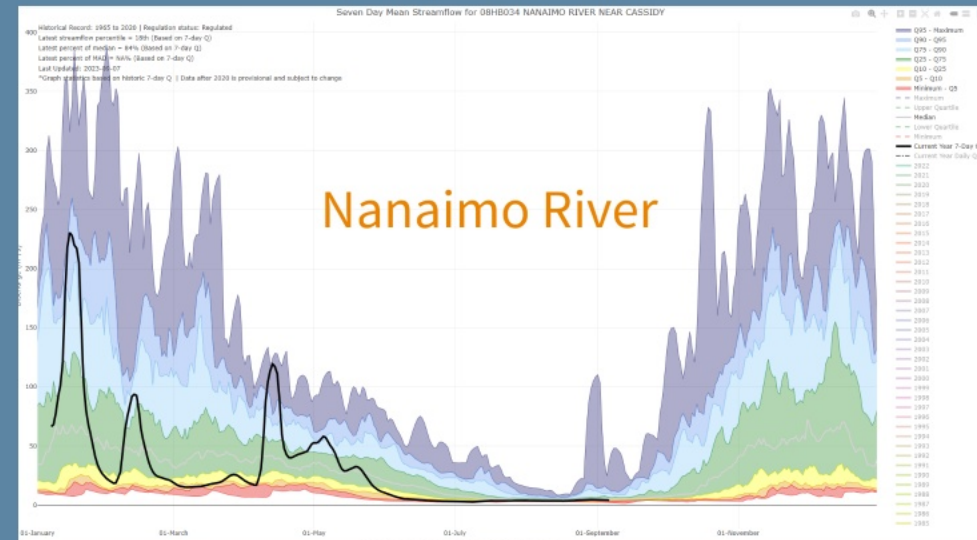 Seven Day Mean Streamflow for 08HB034 NANAIMO RIVER NEAR CASSIDY
Historical Record: 1965 to 2020 | Regulation status: Regulated
Latest streamflow percentile = 18th (Based on 7-day Q)
Latest percent of median = 84% (Based on 7-day Q)
Latest percent of MAD = NA% (Based on 7-day Q)
Last Updated: 2023-09-07
*Graph statistics based on historic 7-day Q | Data after 2020 is provisional and subject to change
Nanaimo River
400
350
300
250
200
150
100
50
0
01-January
01-March
01-May
01-July
01-September
01-November
Q95 - Maximum
Q90 - Q95
Q75 - Q90
Q25 - Q75
Q10 - Q25
Q5 - Q10
Minimum - Q5
Maximum
Upper Quartile
Median
Lower Quartile
Minimum
Current Year 7-Day
Current Year Daily
2022
2021
2020
2019
2018
2017
2016
2015
2014
2013
2012
2011
2010
2009
2008
2007
2006
2005
2004
2003
2002
2001
2000
1999
1998
1997
1996
1995
1994
1993
1992
1991
1990
1989
1988
1987
1986
1985